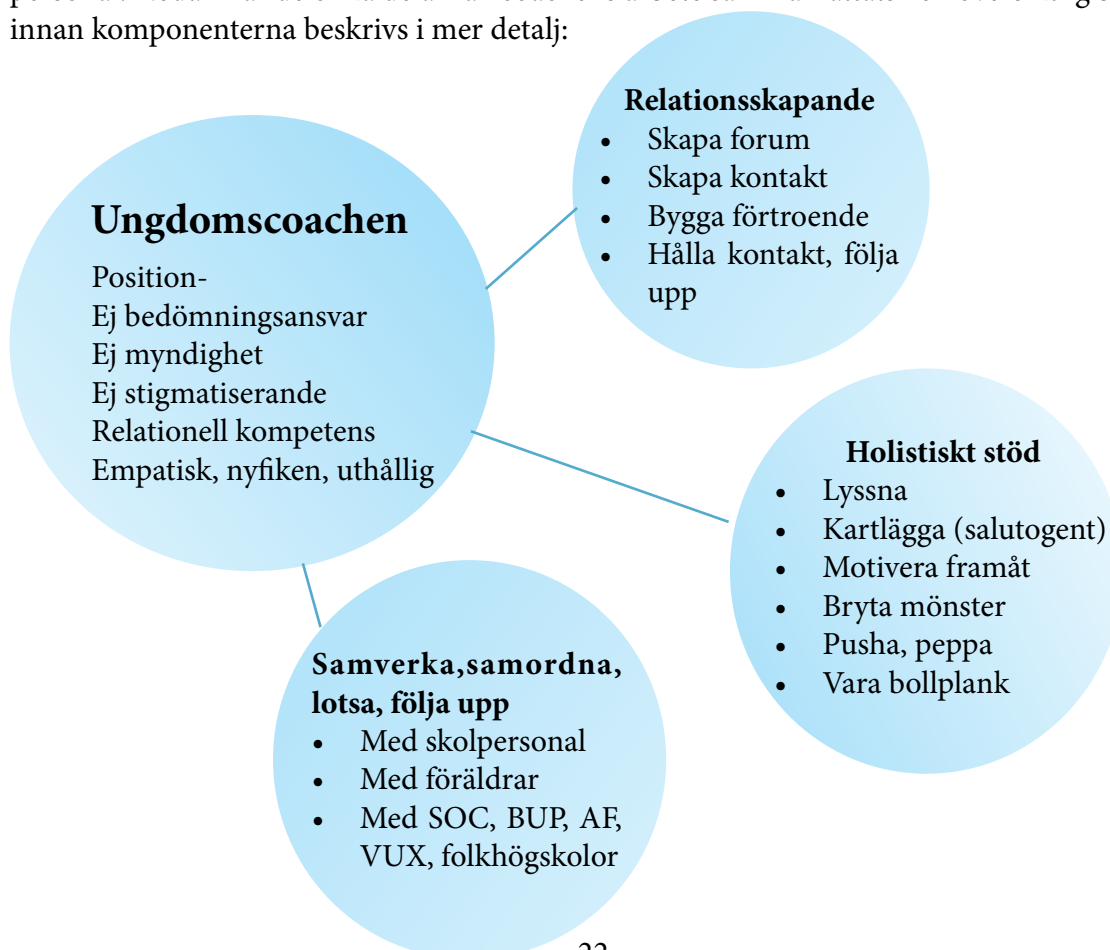 innan komponenterna beskrivs i mer detalj:
Relationsskapande
• Skapa forum
• Skapa kontakt
• Bygga förtroende
• Hålla kontakt, följa
upp
Ungdomscoachen
Position-
Ej bedömningsansvar
Ej myndighet
Ej stigmatiserande
Relationell kompetens
Empatisk, nyfiken, uthållig
Holistiskt stöd
• Lyssna
• Kartlägga (salutogent)
• Motivera framåt
• Bryta mönster
• Pusha, peppa
• Vara bollplank
Samverka,samordna,
lotsa, följa upp
• Med skolpersonal
• Med föräldrar
• Med SOC, BUP, AF,
VUX, folkhögskolor